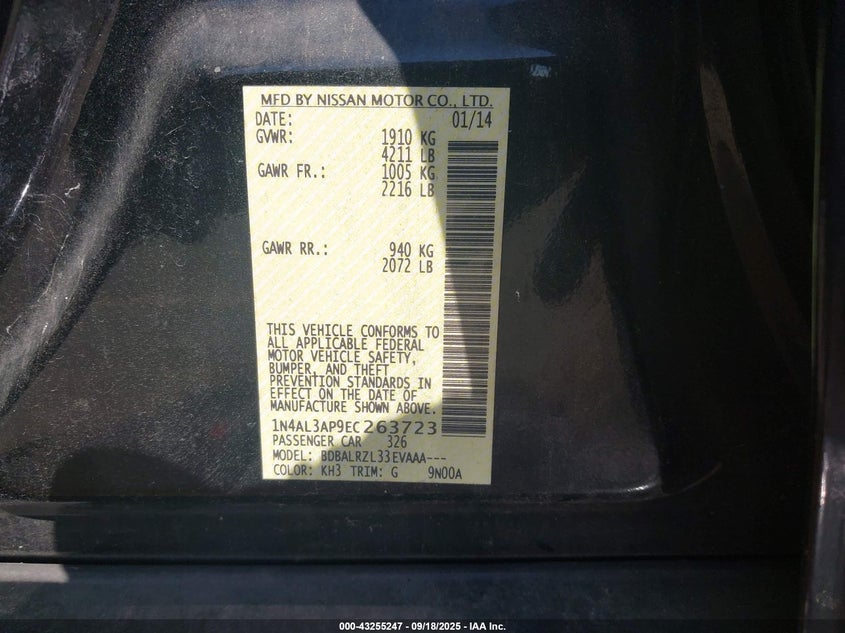 MFD BY NISSAN MOTOR CO., LTD.
DATE: 01/14
GVWR: 1910 KG
4211 LB
GAWR FR.: 1005 KG
2216 LB
GAWR RR.: 940 KG
2072 LB
THIS VEHICLE CONFORMS TO
ALL APPLICABLE FEDERAL
MOTOR VEHICLE SAFETY,
BUMPER, AND THEFT
PREVENTION STANDARDS IN
EFFECT ON THE DATE OF
MANUFACTURE SHOWN ABOVE.
1N4AL3AP9EC263723
PASSENGER CAR 326
MODEL: BDBALRZL33EVAAA---
COLOR: KH3 TRIM: G 9N00A
000-43255247 - 09/18/2025 - IAA Inc.